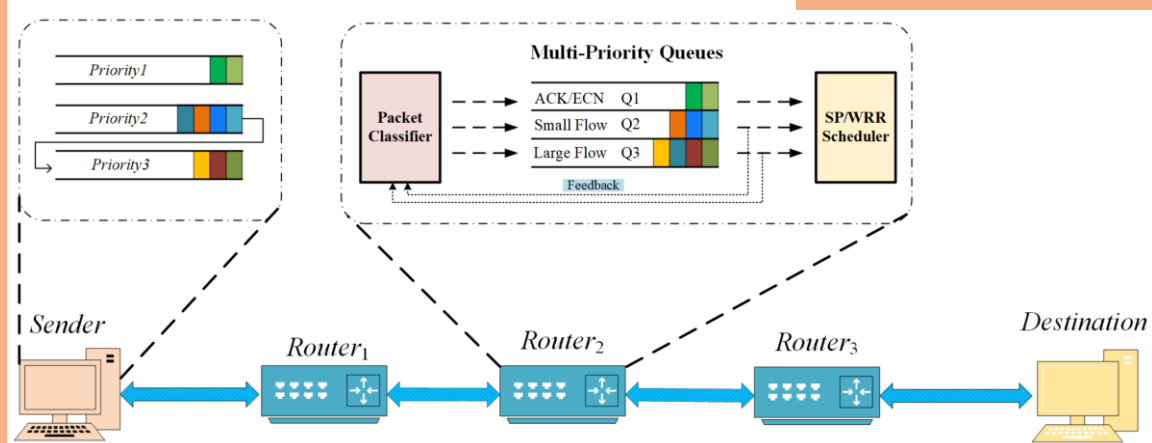 Multi-Priority Queues
Priority1
Priority2
Priority3
Packet
Classifier
ACK/ECN Q1
Small Flow Q2
Large Flow Q3
SP/WRR
Scheduler
Feedback
Sender
Router1
Router2
Router3
Destination